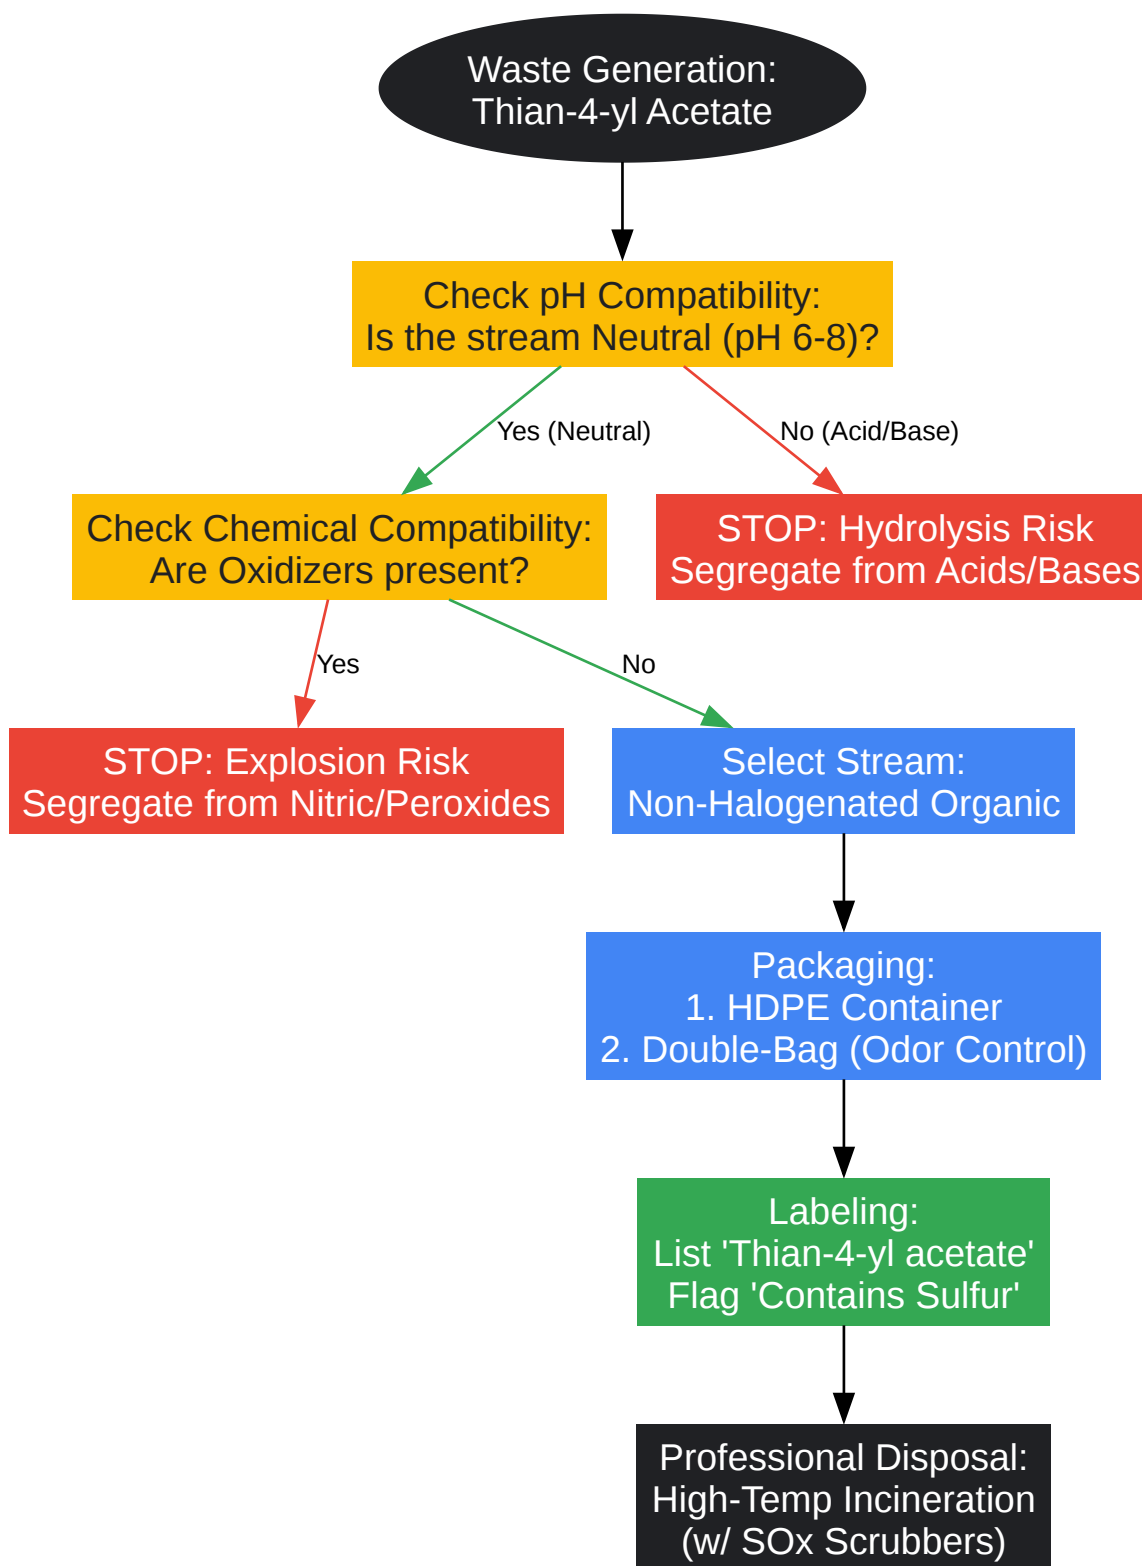 Waste Generation:
Thian-4-yl Acetate
Check pH Compatibility:
Is the stream Neutral (pH 6-8)?
Yes (Neutral)
No (Acid/Base)
Check Chemical Compatibility:
Are Oxidizers present?
STOP: Hydrolysis Risk
Segregate from Acids/Bases
Yes
No
STOP: Explosion Risk
Segregate from Nitric/Peroxides
Select Stream:
Non-Halogenated Organic
Packaging:
1. HDPE Container
2. Double-Bag (Odor Control)
Labeling:
List 'Thian-4-yl acetate'
Flag 'Contains Sulfur'
Professional Disposal:
High-Temp Incineration
(w/ SOx Scrubbers)